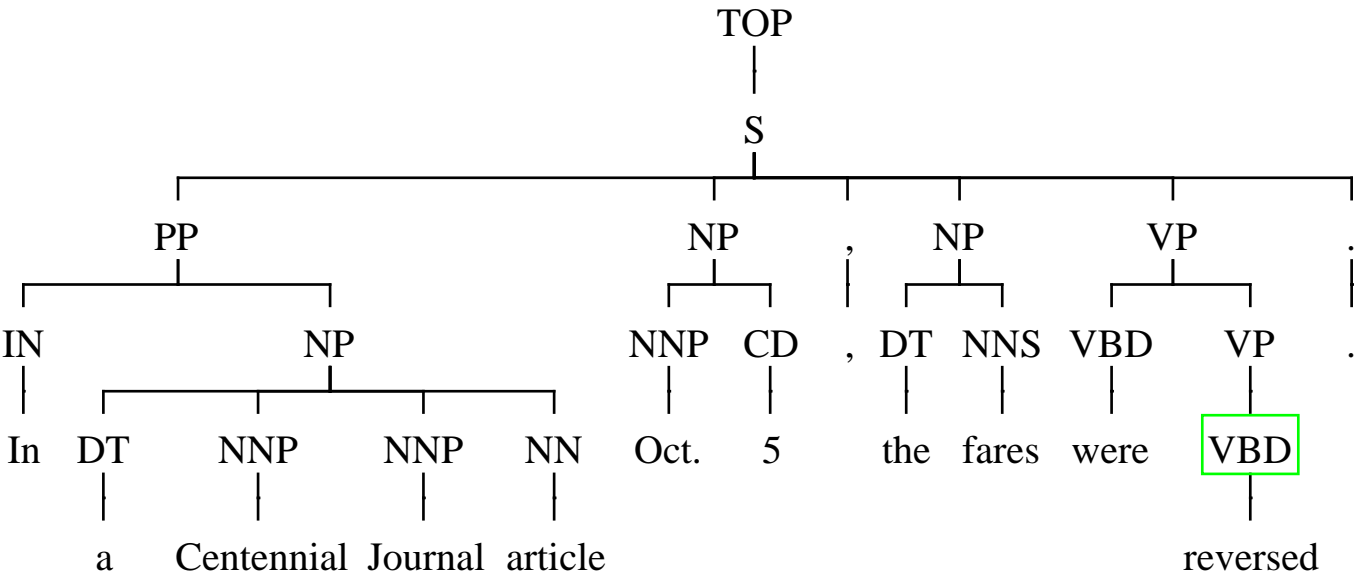 TOP
S
PP NP , NP VP .
IN NP NNP CD , DT NNS VBD VP .
In DT NNP NNP NN Oct. 5 the fares were VBD
a Centennial Journal article reversed